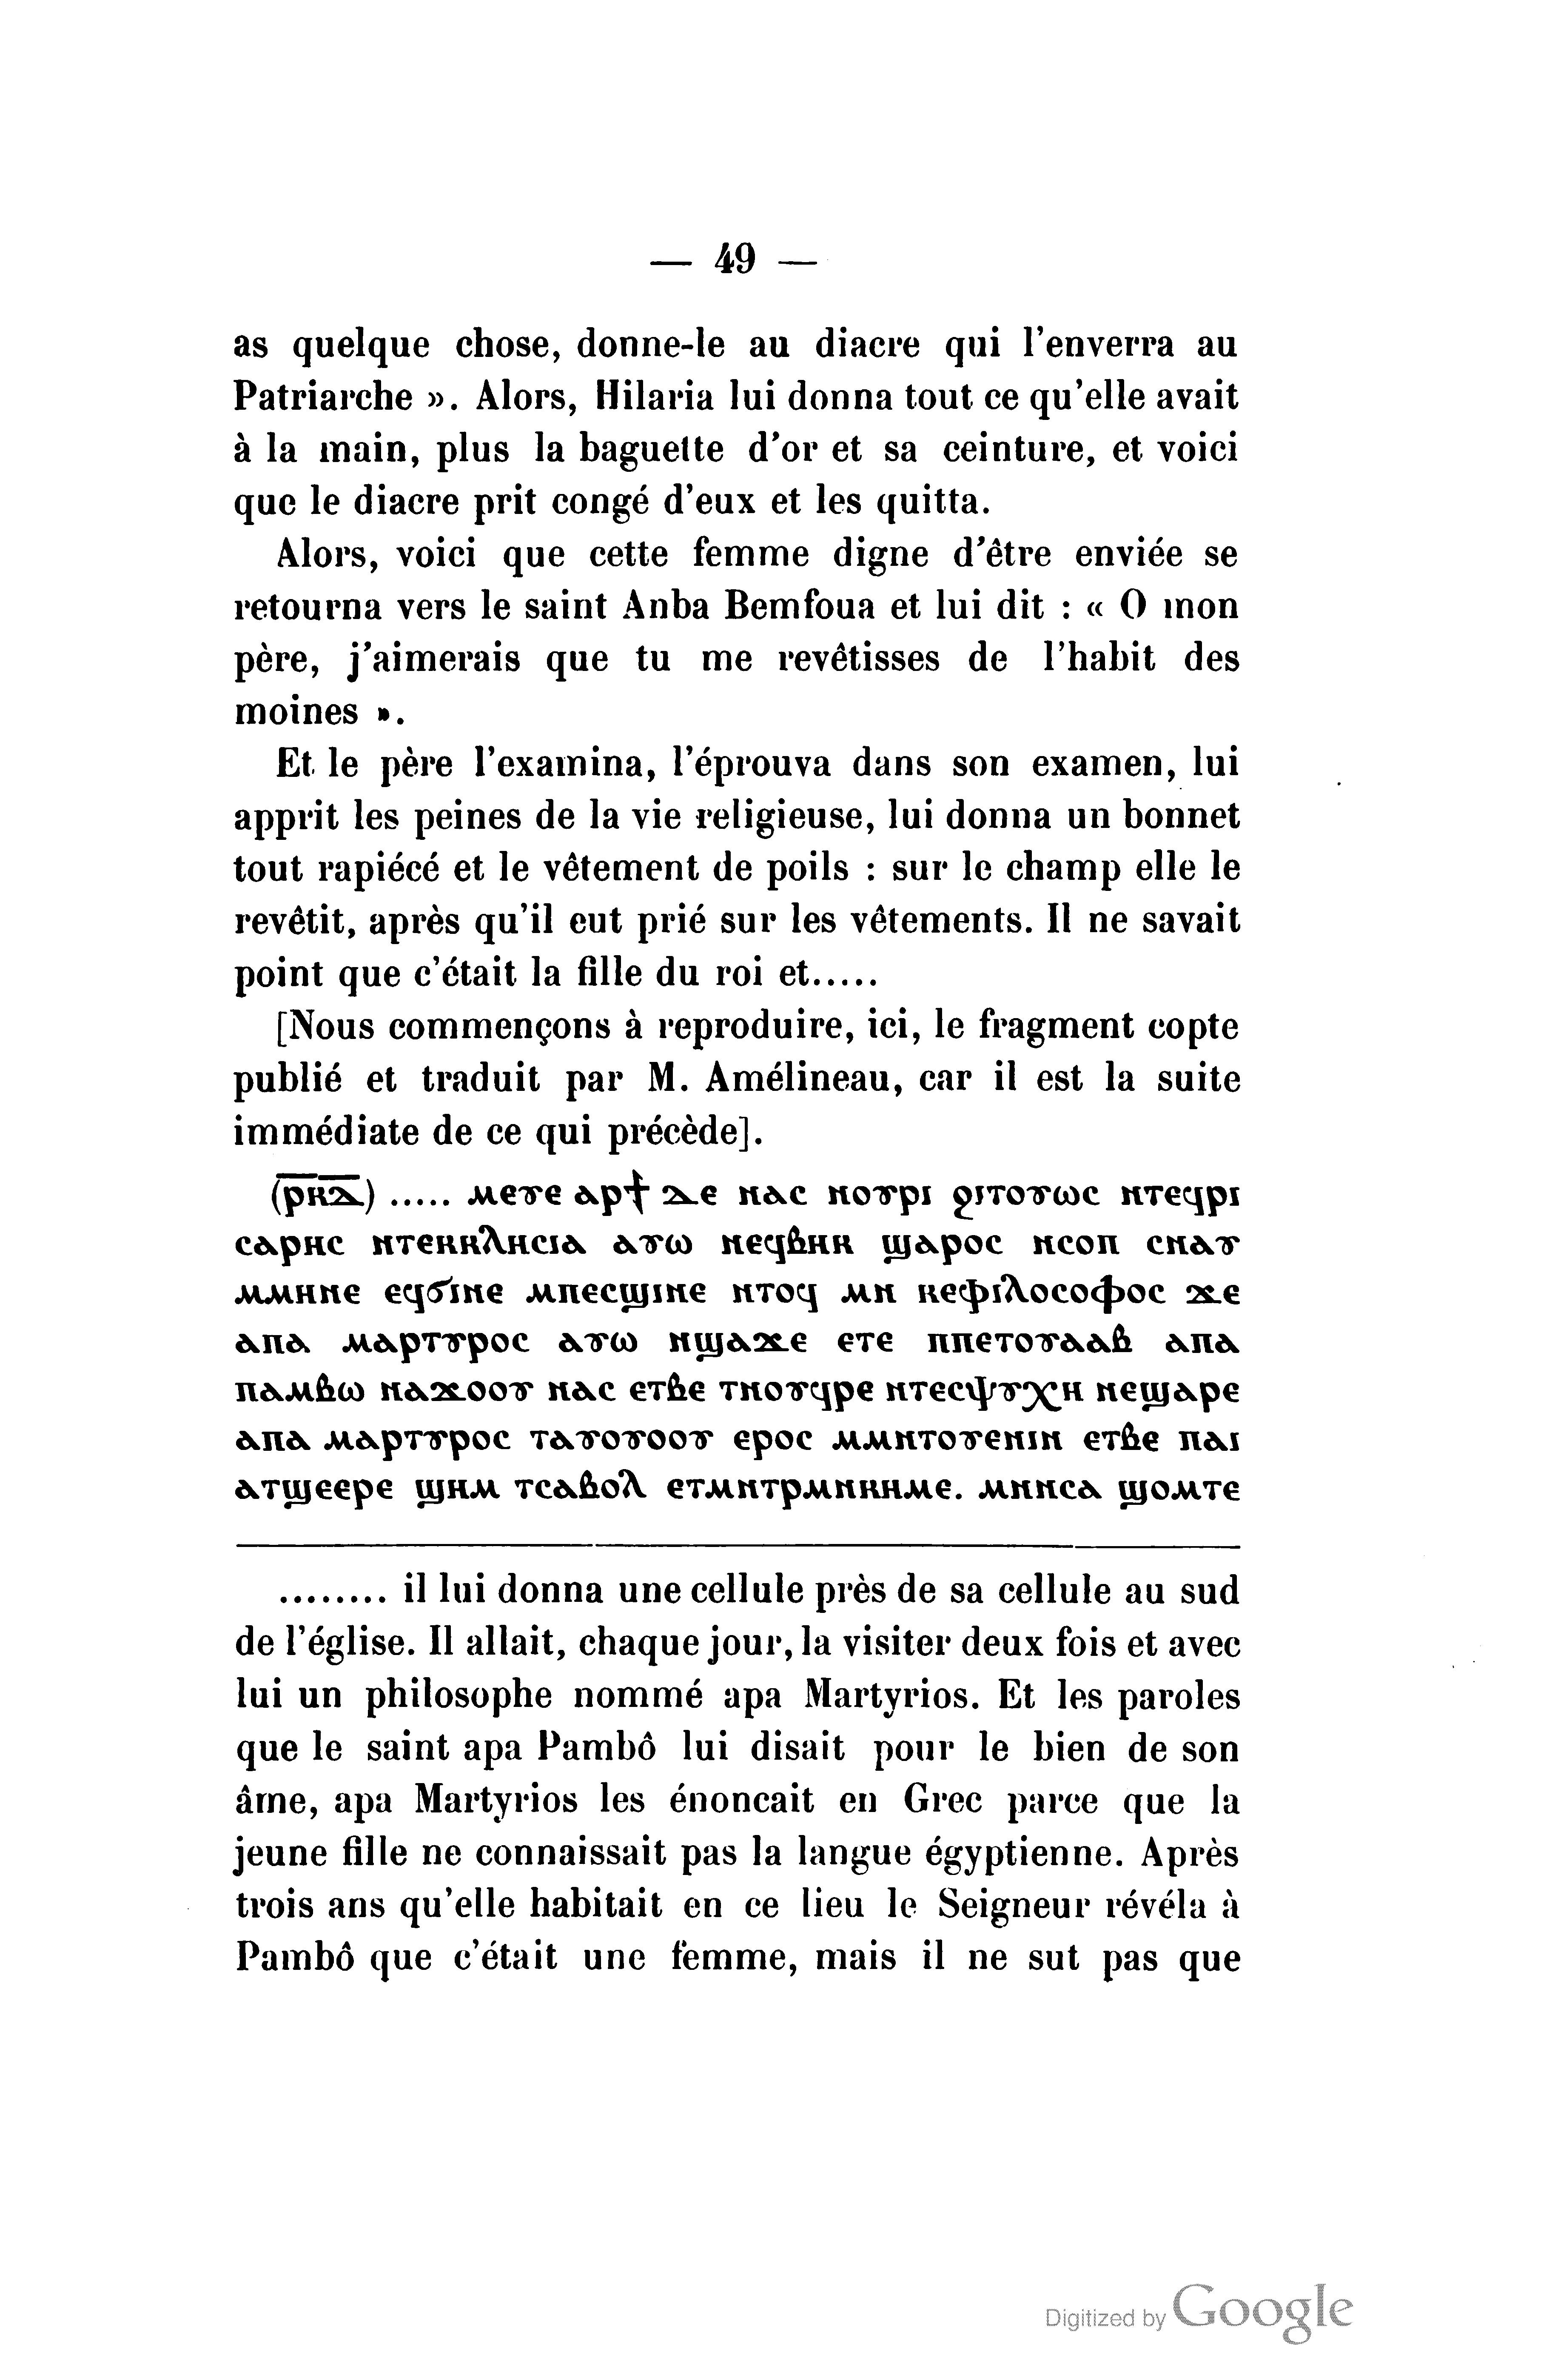 — 49 —
as quelque chose, donne-le au diacre qui l'enverra au
Patriarche ». Alors, Hilaria lui donna tout ce qu'elle avait
à la main, plus la baguette d'or et sa ceinture, et voici
que le diacre prit congé d'eux et les quitta.
Alors, voici que cette femme digne d'être enviée se
retourna vers le saint Anba Bemfoua et lui dit : « O mon
père, j'aimerais que tu me revêtisses de l'habit des
moines ».
Et le père l'examina, l'éprouva dans son examen, lui
apprit les peines de la vie religieuse, lui donna un bonnet
tout rapiécé et le vêtement de poils : sur le champ elle le
revêtit, après qu'il eut prié sur les vêtements. Il ne savait
point que c'était la fille du roi et.....
[Nous commençons à reproduire, ici, le fragment copte
publié et traduit par M. Amélineau, car il est la suite
immédiate de ce qui précède].
(ⲣⲕⲇ) ..... ⲙⲉⲩⲉ ⲁⲣϯ ⲇⲉ ⲛⲁⲥ ⲛⲟⲩⲣⲓ ϩⲓⲧⲟⲩⲱⲥ ⲛⲧⲉϥⲣⲓ
ⲥⲁⲣⲏⲥ ⲛⲧⲉⲕⲕⲗⲏⲥⲓⲁ ⲁⲩⲱ ⲛⲉϥⲃⲏⲕ ϣⲁⲣⲟⲥ ⲛⲥⲟⲡ ⲥⲛⲁⲩ
ⲙⲙⲏⲛⲉ ⲉϥϭⲓⲛⲉ ⲙⲡⲉⲥϣⲓⲛⲉ ⲛⲧⲟϥ ⲙⲛ ⲕⲉⲫⲓⲗⲟⲥⲟⲫⲟⲥ ϫⲉ
ⲁⲡⲁ ⲙⲁⲣⲧⲩⲣⲟⲥ ⲁⲩⲱ ⲛϣⲁϫⲉ ⲉⲧⲉ ⲡⲡⲉⲧⲟⲩⲁⲁⲃ ⲁⲡⲁ
ⲡⲁⲙⲃⲱ ⲛⲁϫⲟⲟⲩ ⲛⲁⲥ ⲉⲧⲃⲉ ⲧⲛⲟⲩϥⲣⲉ ⲛⲧⲉⲥⲯⲩⲭⲏ ⲛⲉϣⲁⲣⲉ
ⲁⲡⲁ ⲙⲁⲣⲧⲩⲣⲟⲥ ⲧⲁⲩⲟⲩⲟⲟⲩ ⲉⲣⲟⲥ ⲙⲙⲛⲧⲟⲩⲉⲛⲓⲛ ⲉⲧⲃⲉ ⲡⲁⲓ
ⲁⲧϣⲉⲉⲣⲉ ϣⲏⲙ ⲧⲥⲁⲃⲟⲗ ⲉⲧⲙⲛⲧⲣⲙⲛⲕⲏⲙⲉ. ⲙⲛⲛⲥⲁ ϣⲟⲙⲧⲉ
........ il lui donna une cellule près de sa cellule au sud
de l'église. Il allait, chaque jour, la visiter deux fois et avec
lui un philosophe nommé apa Martyrios. Et les paroles
que le saint apa Pambô lui disait pour le bien de son
âme, apa Martyrios les énoncait en Grec parce que la
jeune fille ne connaissait pas la langue égyptienne. Après
trois ans qu'elle habitait en ce lieu le Seigneur révéla à
Pambô que c'était une femme, mais il ne sut pas que
Digitized by Google